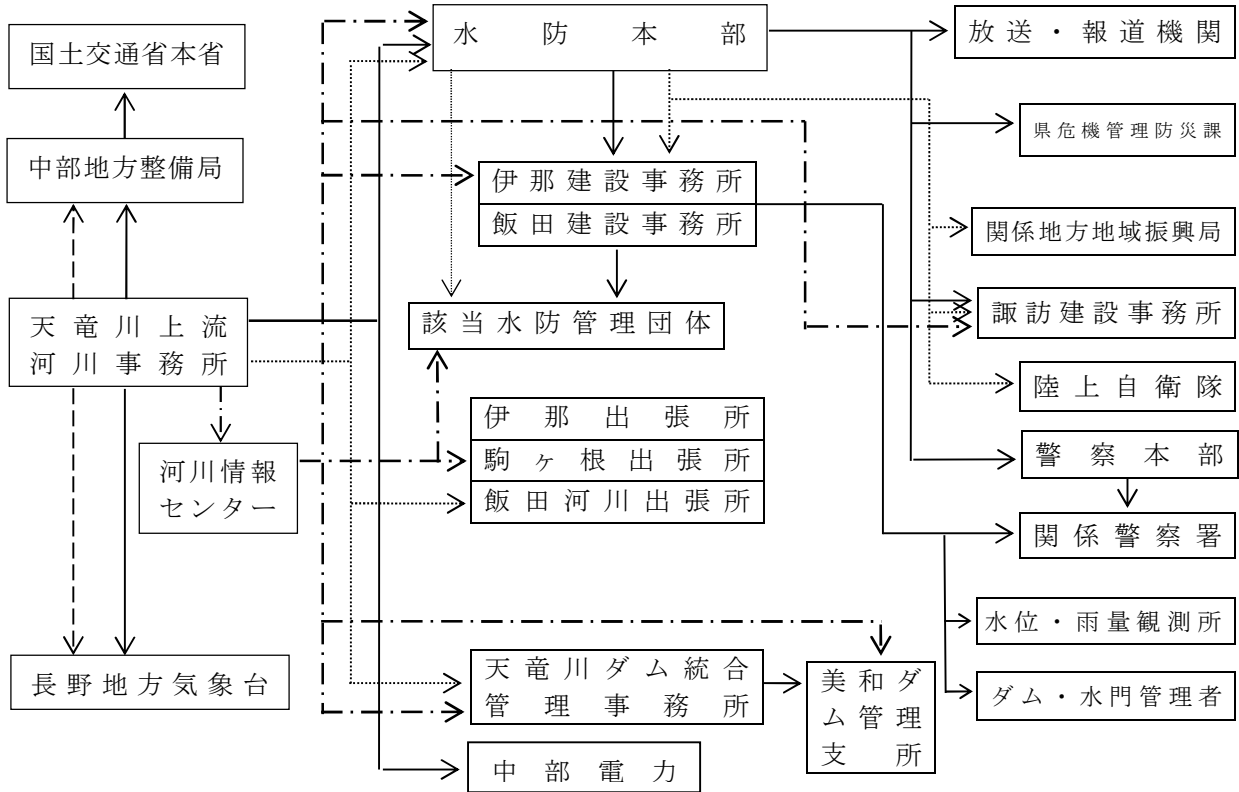 国土交通省本省
中部地方整備局
天竜川上流
河川事務所
河川情報
センター
長野地方気象台
水防本部
伊那建設事務所
飯田建設事務所
該当水防管理団体
伊那出張所
駒ヶ根出張所
飯田河川出張所
天竜川ダム統合
管理事務所
中部電力
美和ダ
ム管理
支所
放送・報道機関
県危機管理防災課
関係地方地域振興局
諏訪建設事務所
陸上自衛隊
警察本部
関係警察署
水位・雨量観測所
ダム・水門管理者